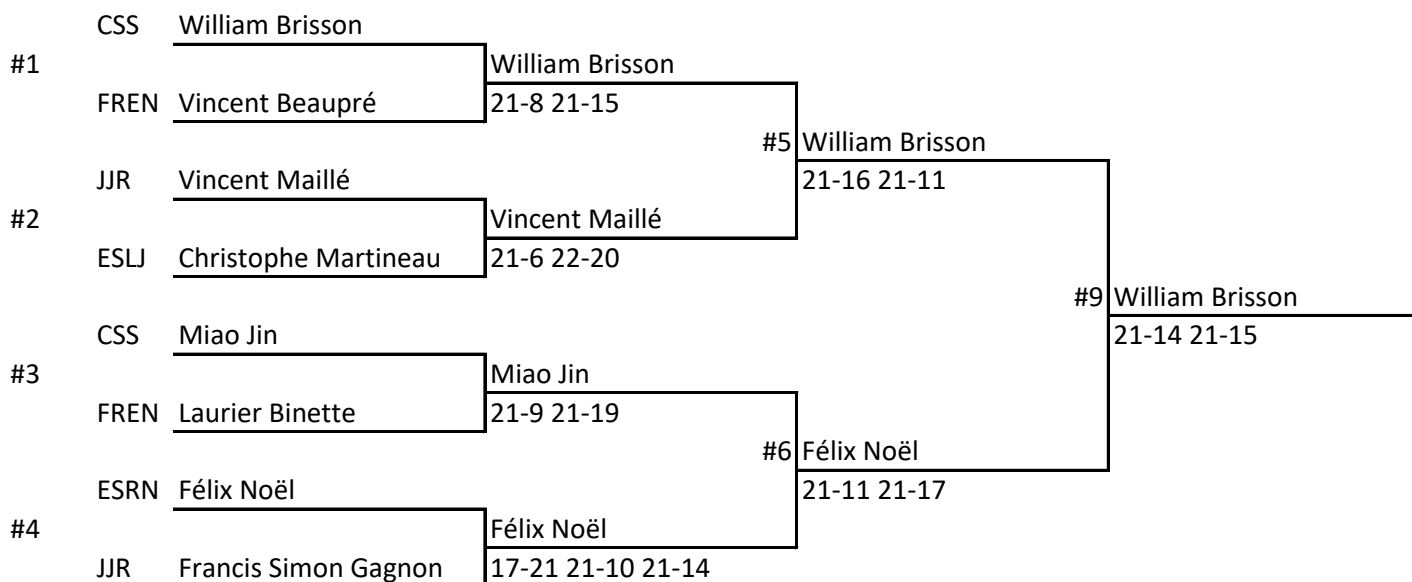 CSS William Brisson
#1 William Brisson
FREN Vincent Beaupré 21-8 21-15
#5 William Brisson
JJR Vincent Maillé 21-16 21-11
#2 Vincent Maillé
ESLJ Christophe Martineau 21-6 22-20
#9 William Brisson
CSS Miao Jin 21-14 21-15
#3 Miao Jin
FREN Laurier Binette 21-9 21-19
#6 Félix Noël
ESRN Félix Noël 21-11 21-17
#4 Félix Noël
JJR Francis Simon Gagnon 17-21 21-10 21-14